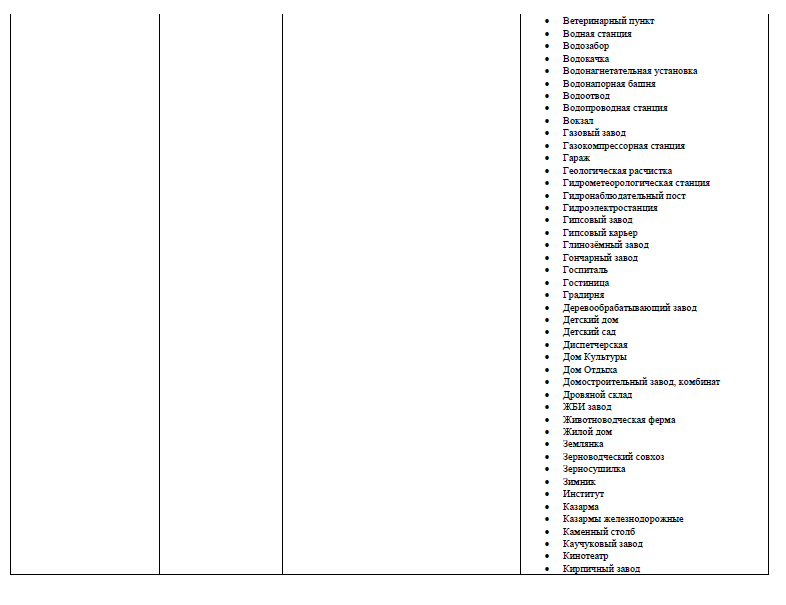 • Ветеринарный пункт
• Водная станция
• Водозабор
• Водокачка
• Водонагнетательная установка
• Водонапорная башня
• Водоотвод
• Водопроводная станция
• Вокзал
• Газовый завод
• Газокомпрессорная станция
• Гараж
• Геологическая расчистка
• Гидрометеорологическая станция
• Гидронаблюдательный пост
• Гидроэлектростанция
• Гипсовый завод
• Гипсовый карьер
• Глинозёмный завод
• Гончарный завод
• Госпиталь
• Гостиница
• Градирня
• Деревообрабатывающий завод
• Детский дом
• Детский сад
• Диспетчерская
• Дом Культуры
• Дом Отдыха
• Домостроительный завод, комбинат
• Дровяной склад
• ЖБИ завод
• Животноводческая ферма
• Жилой дом
• Землянка
• Зерноводческий совхоз
• Зерносушилка
• Зимник
• Институт
• Казарма
• Казармы железнодорожные
• Каменный столб
• Каучуковый завод
• Кинотеатр
• Кирпичный завод